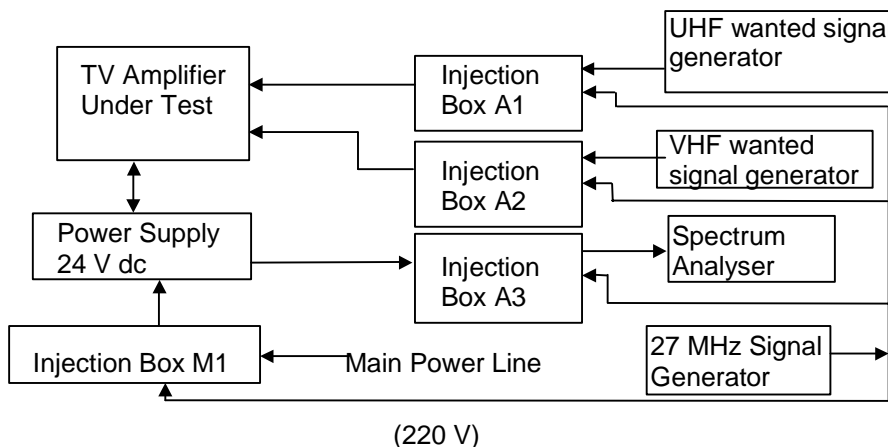 UHF wanted signal
generator
TV Amplifier
Under Test
Injection
Box A1
VHF wanted
signal generator
Injection
Box A2
Power Supply
24 V dc
Injection
Box A3
Spectrum
Analyser
Injection Box M1
Main Power Line
27 MHz Signal
Generator
(220 V)